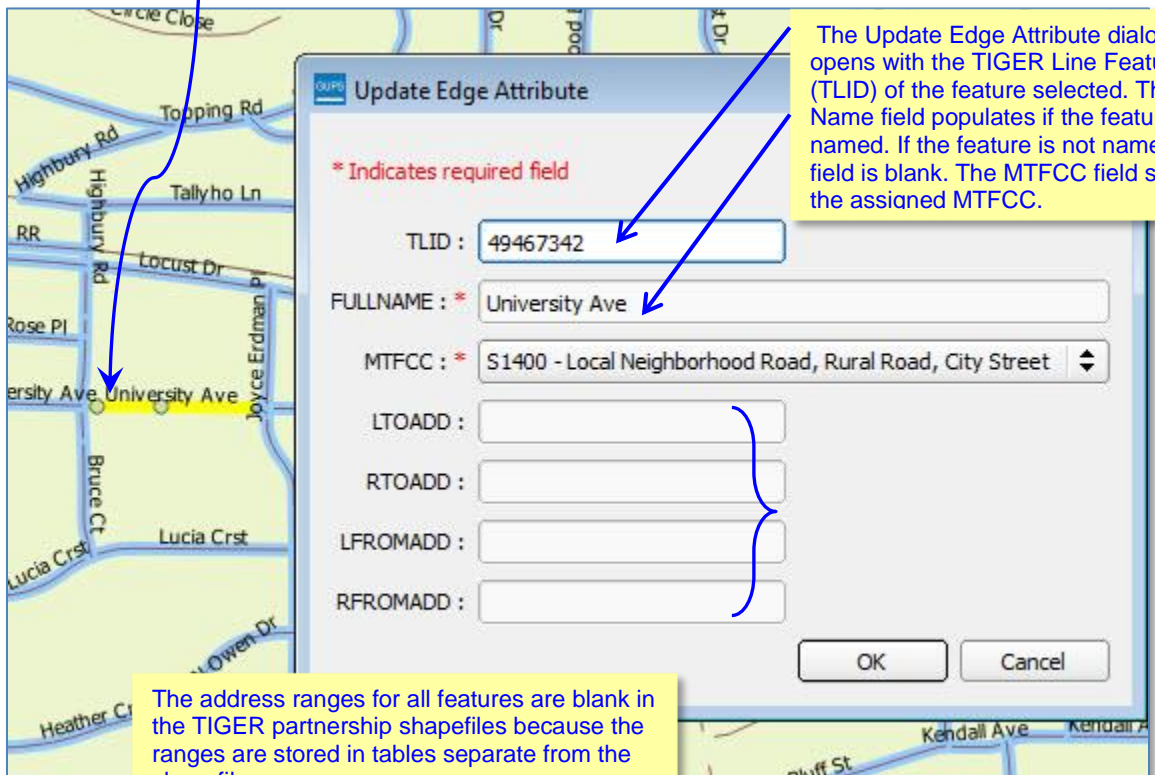 Circle Close
Dr
pod
t Dr
Topping Rd
Highbury Rd
Highbury Rd
Tallyho Ln
RR
Locust Dr
Rose Pl
Joyce Erdman Pl
ersity Ave
University Ave
Bruce Ct
Lucia Crst
Lucia Crst
Owen Dr
Heather Cr
Kendall Ave
Kendall A
Bluff St
GUPS
Update Edge Attribute
* Indicates required field
TLID :
49467342
FULLNAME : *
University Ave
MTFCC : *
S1400 - Local Neighborhood Road, Rural Road, City Street
LTOADD :
RTOADD :
LFROMADD :
RFROMADD :
OK
Cancel
The Update Edge Attribute dialo
opens with the TIGER Line Featu
(TLID) of the feature selected. Th
Name field populates if the featu
named. If the feature is not name
field is blank. The MTFCC field s
the assigned MTFCC.
The address ranges for all features are blank in
the TIGER partnership shapefiles because the
ranges are stored in tables separate from the